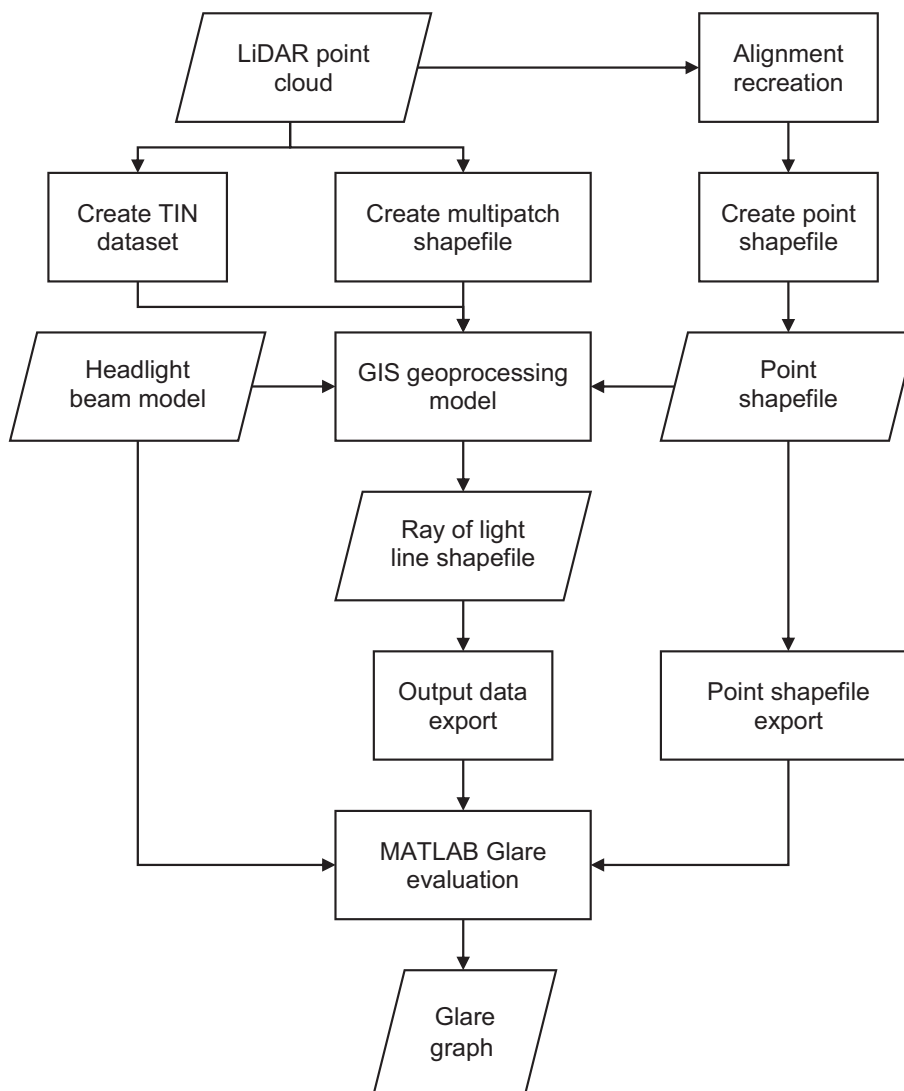 LiDAR point
cloud
Alignment
recreation
Create TIN
dataset
Create multipatch
shapefile
Create point
shapefile
Headlight
beam model
GIS geoprocessing
model
Point
shapefile
Ray of light
line shapefile
Output data
export
Point shapefile
export
MATLAB Glare
evaluation
Glare
graph